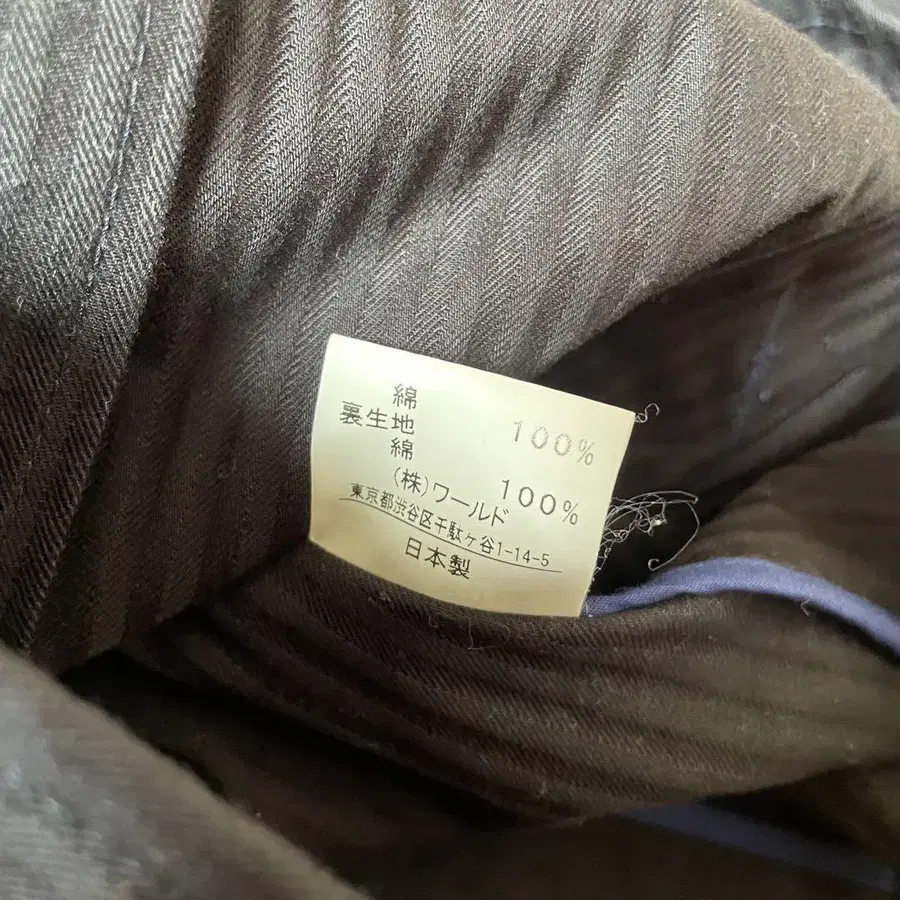 綿 100%
裏生地
綿 100%
(株)ワールド
東京都渋谷区千駄ヶ谷1-14-5
日本製